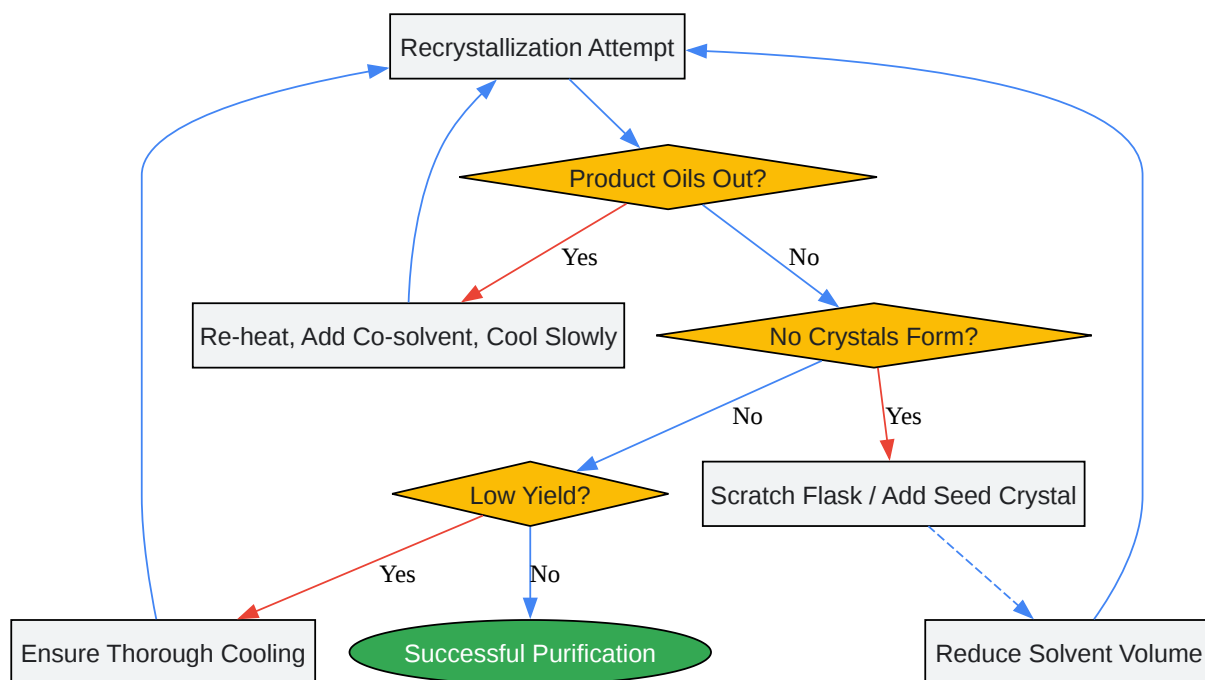 Recrystallization Attempt
Product Oils Out?
Yes
No
Re-heat, Add Co-solvent, Cool Slowly
No Crystals Form?
No
Yes
Low Yield?
Scratch Flask / Add Seed Crystal
Yes
No
Ensure Thorough Cooling
Successful Purification
Reduce Solvent Volume